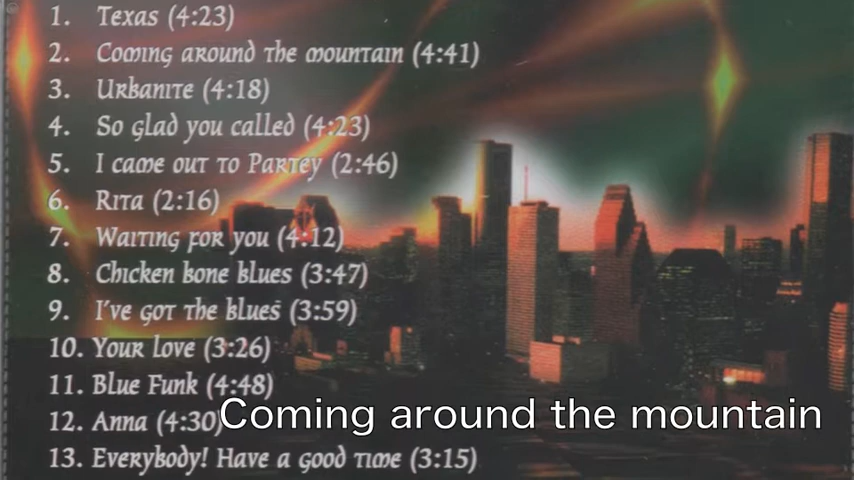 1. Texas (4:23)
2. Coming around the mountain (4:41)
3. Urbanite (4:18)
4. So glad you called (4:23)
5. I came out to Partey (2:46)
6. Rita (2:16)
7. Waiting for you (4:12)
8. Chicken bone blues (3:47)
9. I've got the blues (3:59)
10. Your love (3:26)
11. Blue Funk (4:48)
12. Anna (4:30)
Coming around the mountain
13. Everybody! Have a good time (3:15)